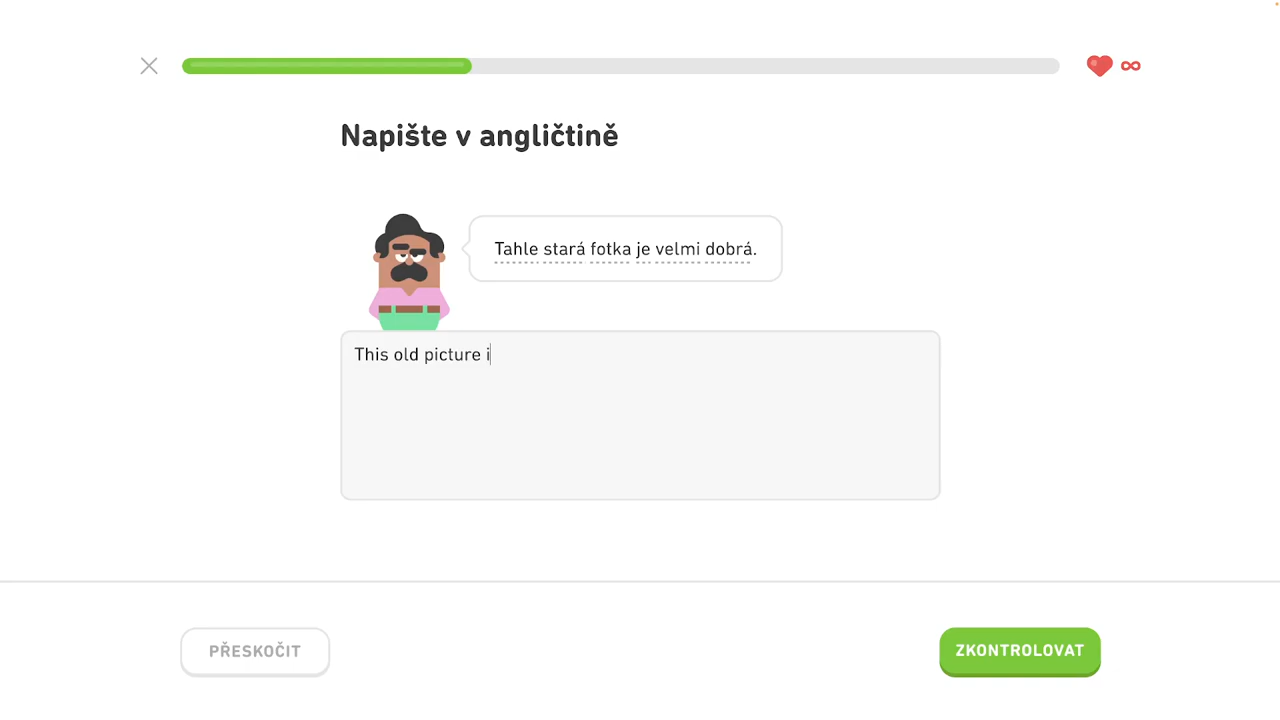 Napište v angličtině
Tahle stará fotka je velmi dobrá.
This old picture i
PŘESKOČIT
ZKONTROLOVAT